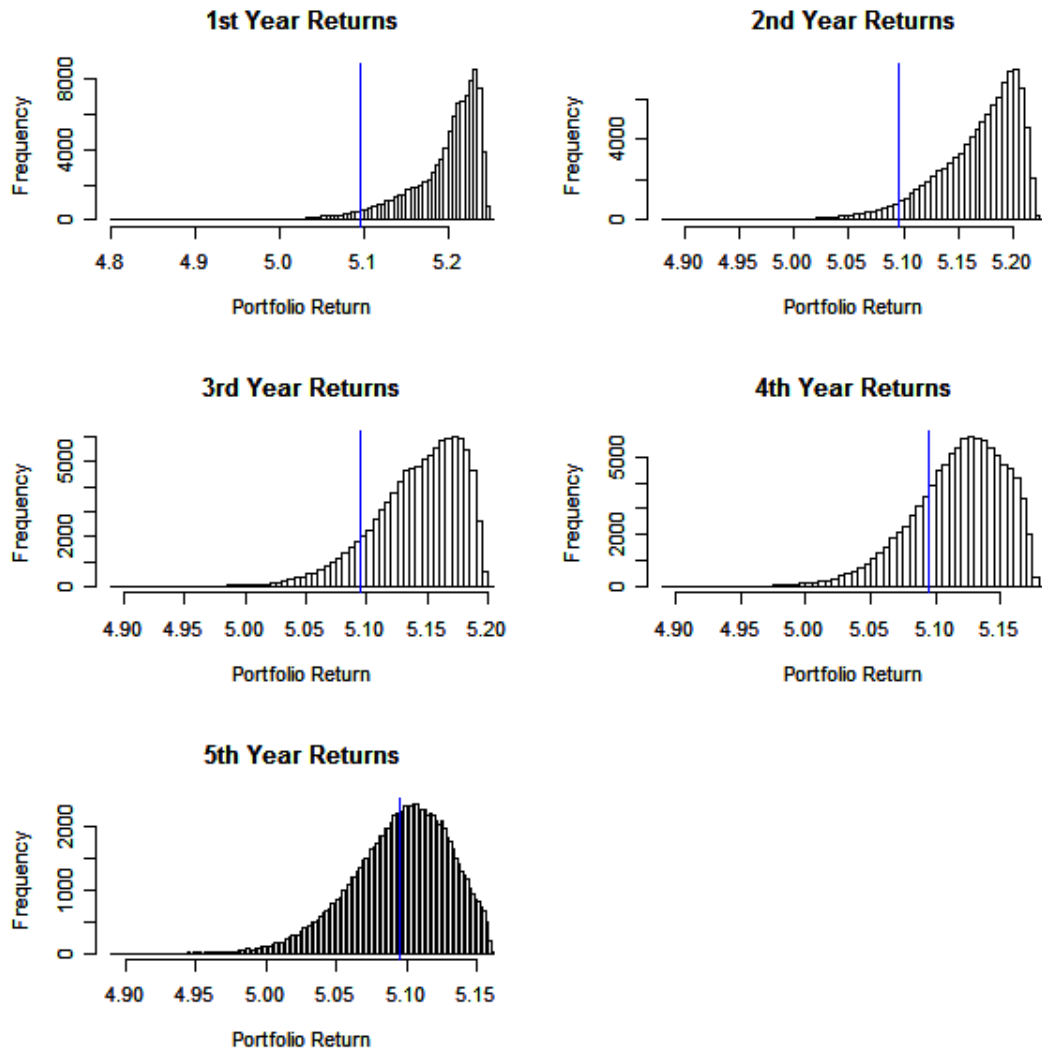 1st Year Returns
Frequency
0 4000 8000
4.8 4.9 5.0 5.1 5.2
Portfolio Return
2nd Year Returns
Frequency
0 4000
4.90 4.95 5.00 5.05 5.10 5.15 5.20
Portfolio Return
3rd Year Returns
Frequency
0 2000 5000
4.90 4.95 5.00 5.05 5.10 5.15 5.20
Portfolio Return
4th Year Returns
Frequency
0 2000 5000
4.90 4.95 5.00 5.05 5.10 5.15
Portfolio Return
5th Year Returns
Frequency
0 1000 2000
4.90 4.95 5.00 5.05 5.10 5.15
Portfolio Return